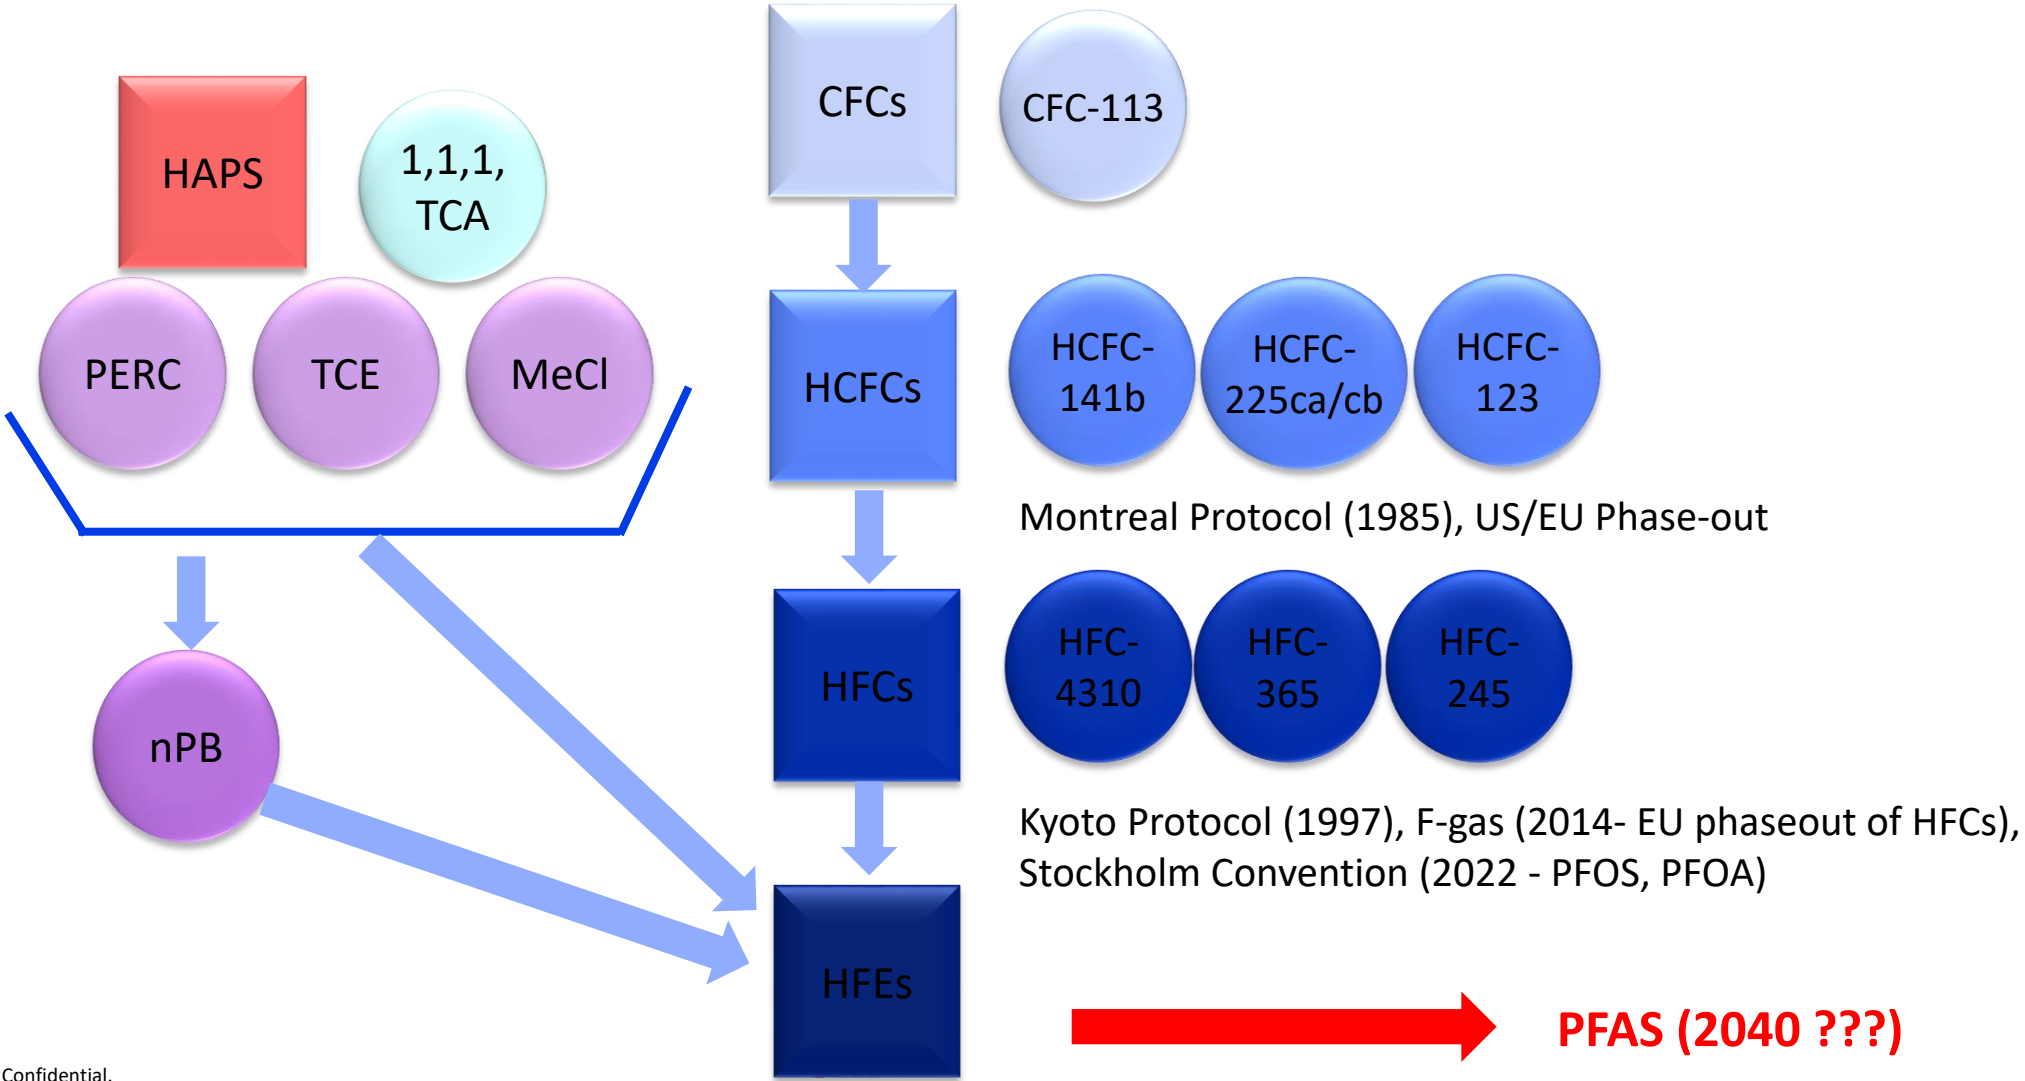 CFCs
CFC-113
HAPS
1,1,1,
TCA
PERC
TCE
MeCl
HCFCs
HCFC-
141b
HCFC-
225ca/cb
HCFC-
123
Montreal Protocol (1985), US/EU Phase-out
HFCs
HFC-
4310
HFC-
365
HFC-
245
nPB
Kyoto Protocol (1997), F-gas (2014- EU phaseout of HFCs),
Stockholm Convention (2022 - PFOS, PFOA)
HFEs
PFAS (2040 ???)
Confidential.